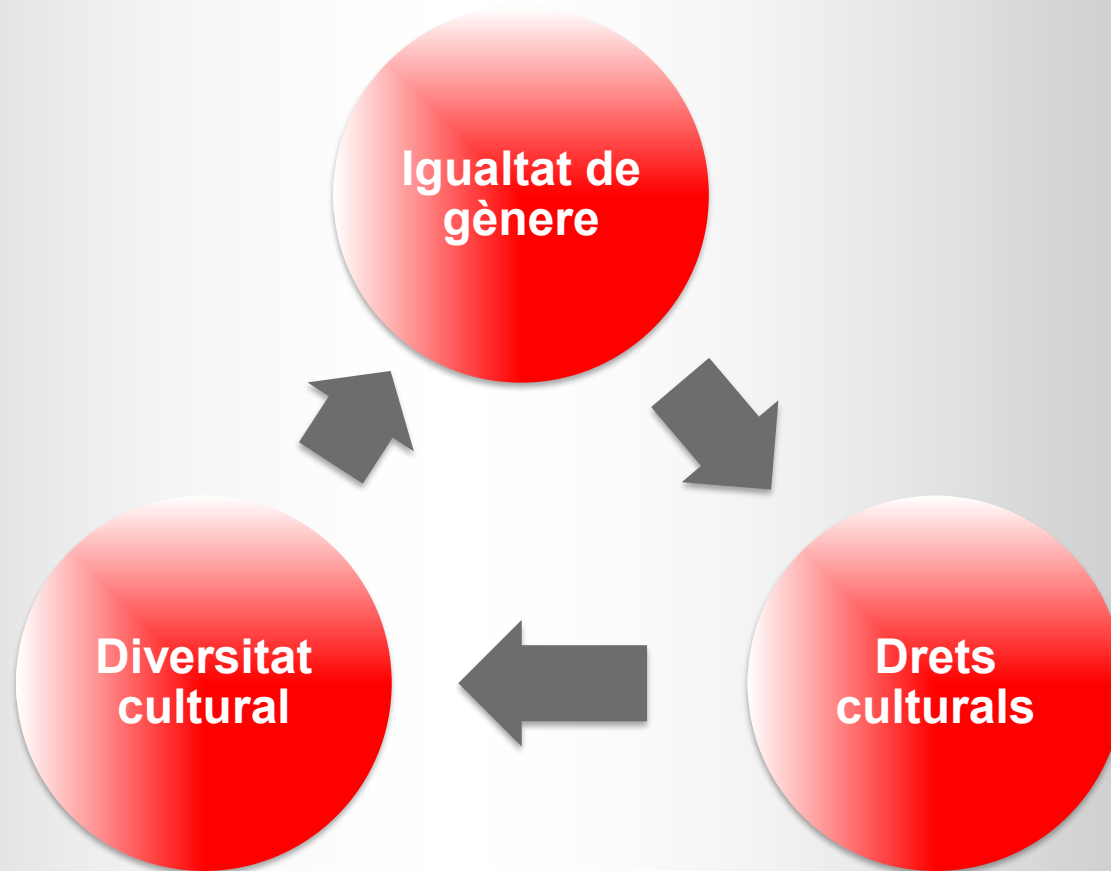 Igualtat de
gènere
Diversitat
cultural
Drets
culturals